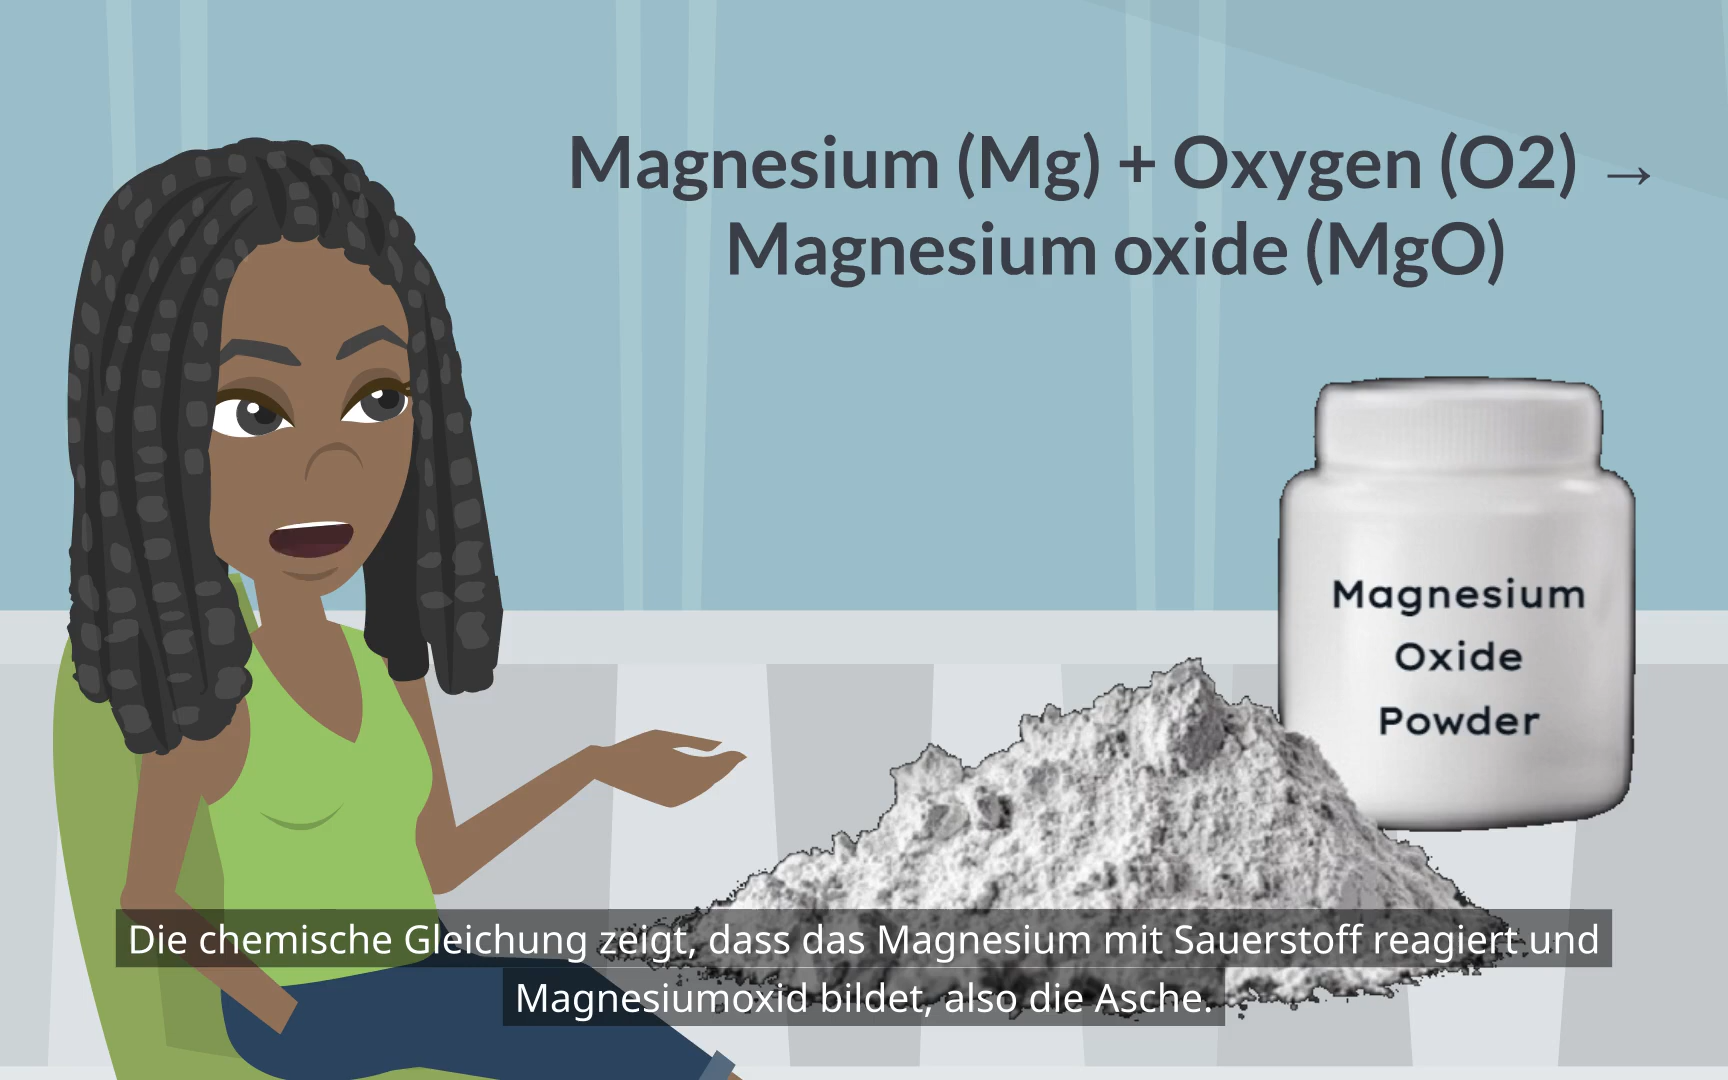 Magnesium (Mg) + Oxygen (O2) →
Magnesium oxide (MgO)
Magnesium
Oxide
Powder
Die chemische Gleichung zeigt, dass das Magnesium mit Sauerstoff reagiert und
Magnesiumoxid bildet, also die Asche.